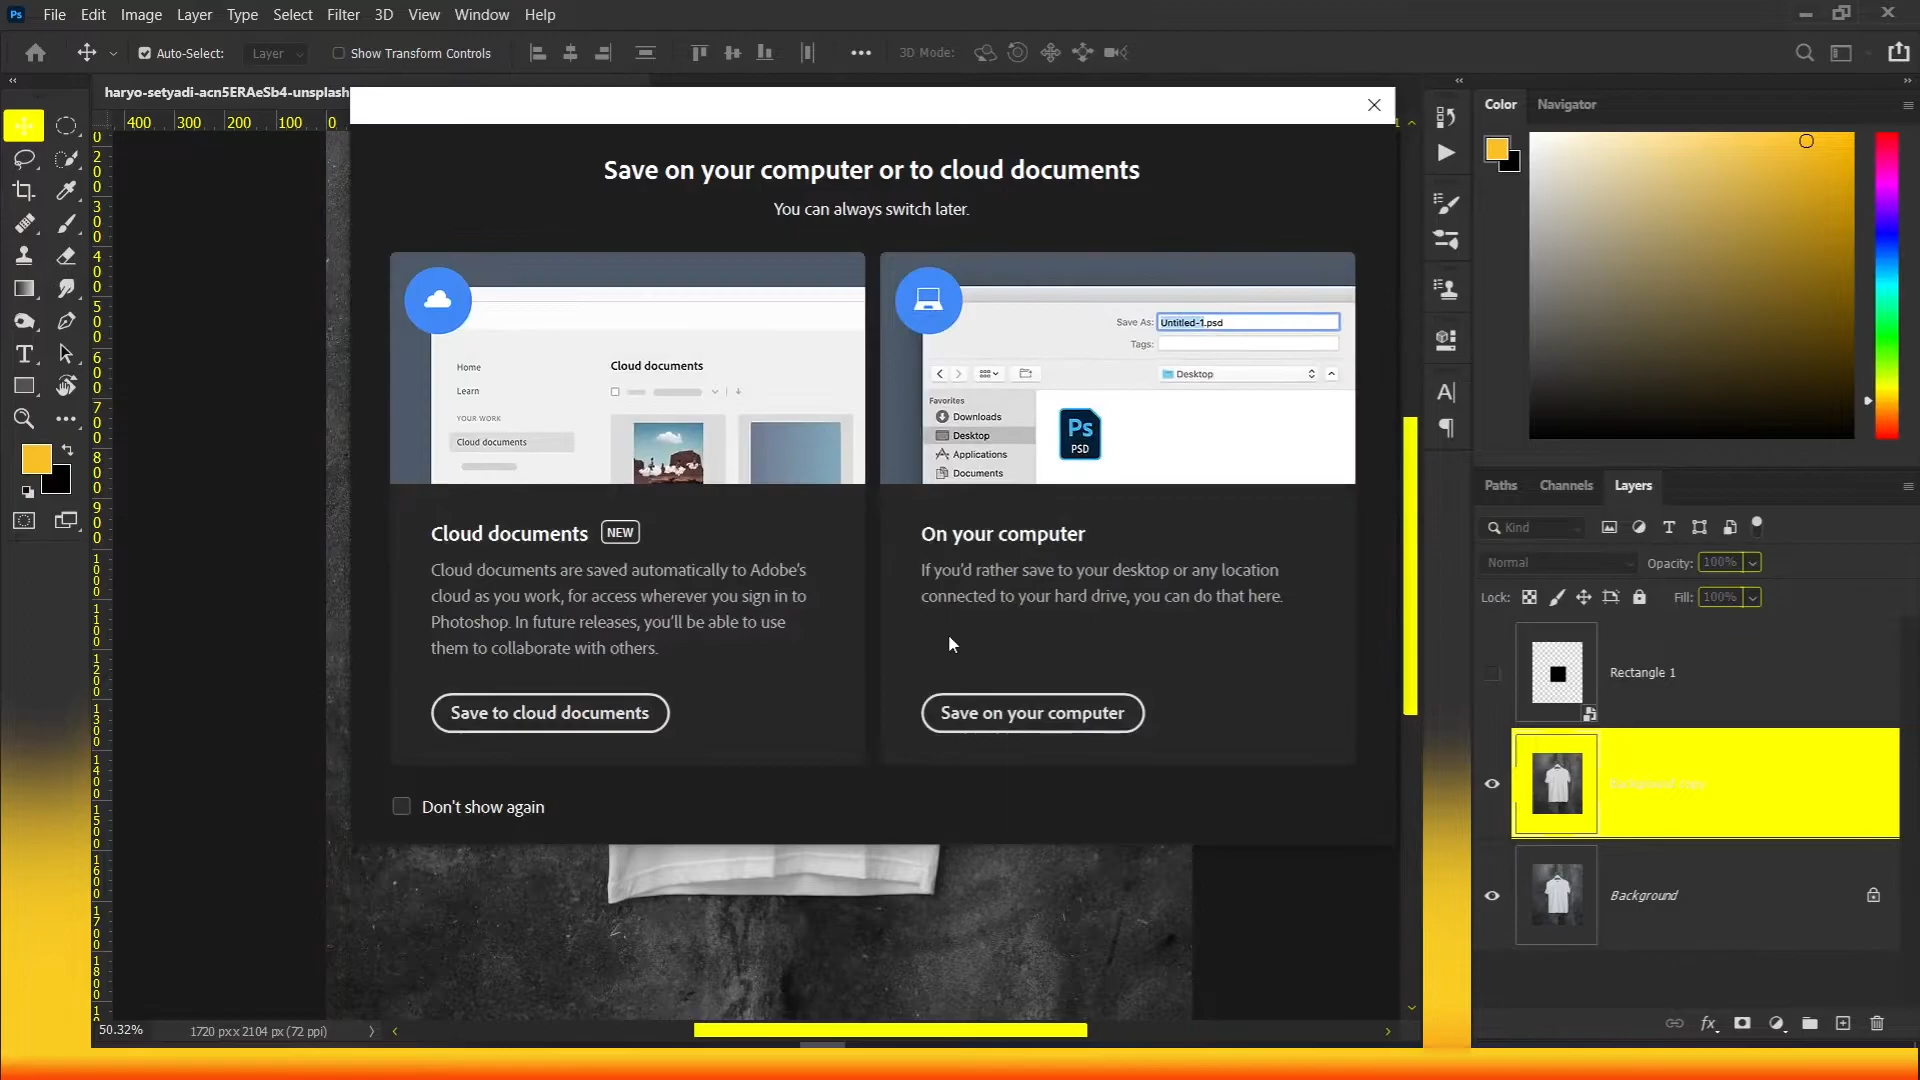 Ps File Edit Image Layer Type Select Filter 3D View Window Help
Auto-Select: Layer Show Transform Controls 3D Mode:
haryo-setyadi-acn5ERAeSb4-unsplash
400 300 200 100 0
Save on your computer or to cloud documents
You can always switch later.
Home
Learn
YOUR WORK
Cloud documents
Cloud documents
Save As: Untitled-1.psd
Tags:
Desktop
Favorites
Downloads
Desktop
Applications
Documents
Ps
PSD
Cloud documents NEW
Cloud documents are saved automatically to Adobe's
cloud as you work, for access wherever you sign in to
Photoshop. In future releases, you'll be able to use
them to collaborate with others.
Save to cloud documents
On your computer
If you'd rather save to your desktop or any location
connected to your hard drive, you can do that here.
Save on your computer
Don't show again
Color Navigator
Paths Channels Layers
Kind
Normal Opacity: 100%
Lock: Fill: 100%
Rectangle 1
Background copy
Background
50.32% 1720 px x 2104 px (72 ppi)